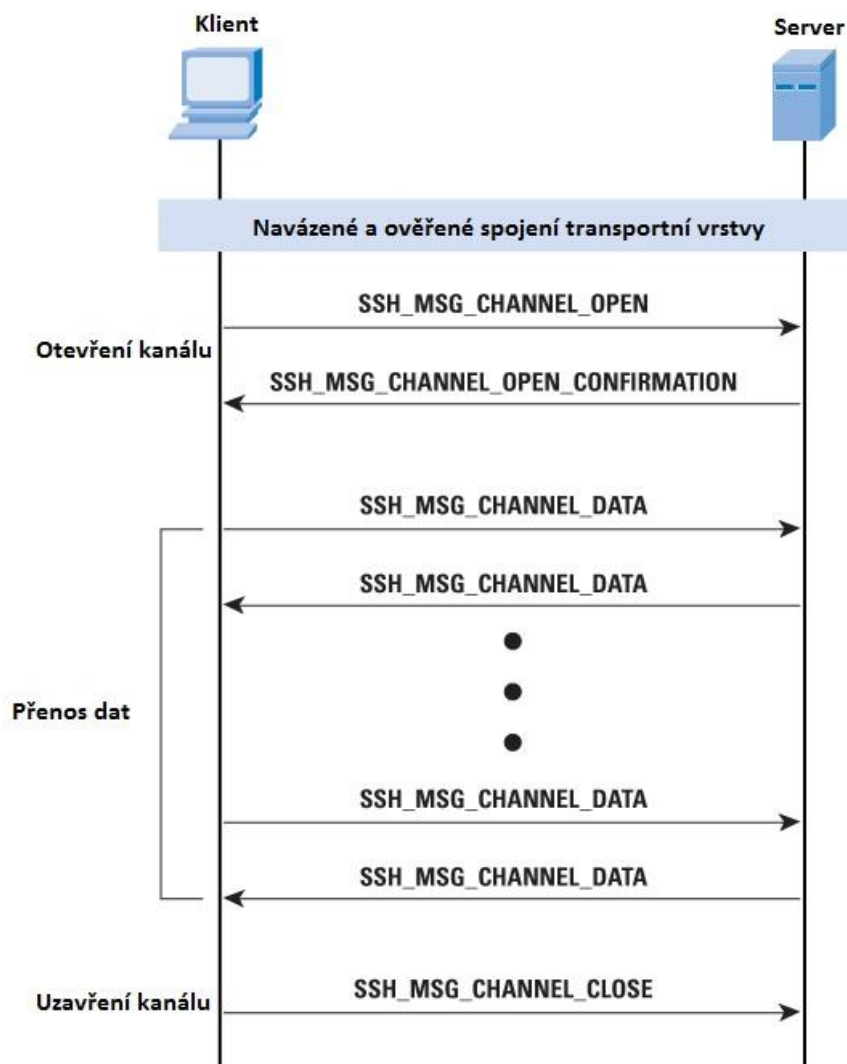 Klient
Server
Navázené a ověřené spojení transportní vrstvy
SSH_MSG_CHANNEL_OPEN
Otevření kanálu
SSH_MSG_CHANNEL_OPEN_CONFIRMATION
SSH_MSG_CHANNEL_DATA
SSH_MSG_CHANNEL_DATA
Přenos dat
SSH_MSG_CHANNEL_DATA
SSH_MSG_CHANNEL_DATA
SSH_MSG_CHANNEL_CLOSE
Uzavření kanálu